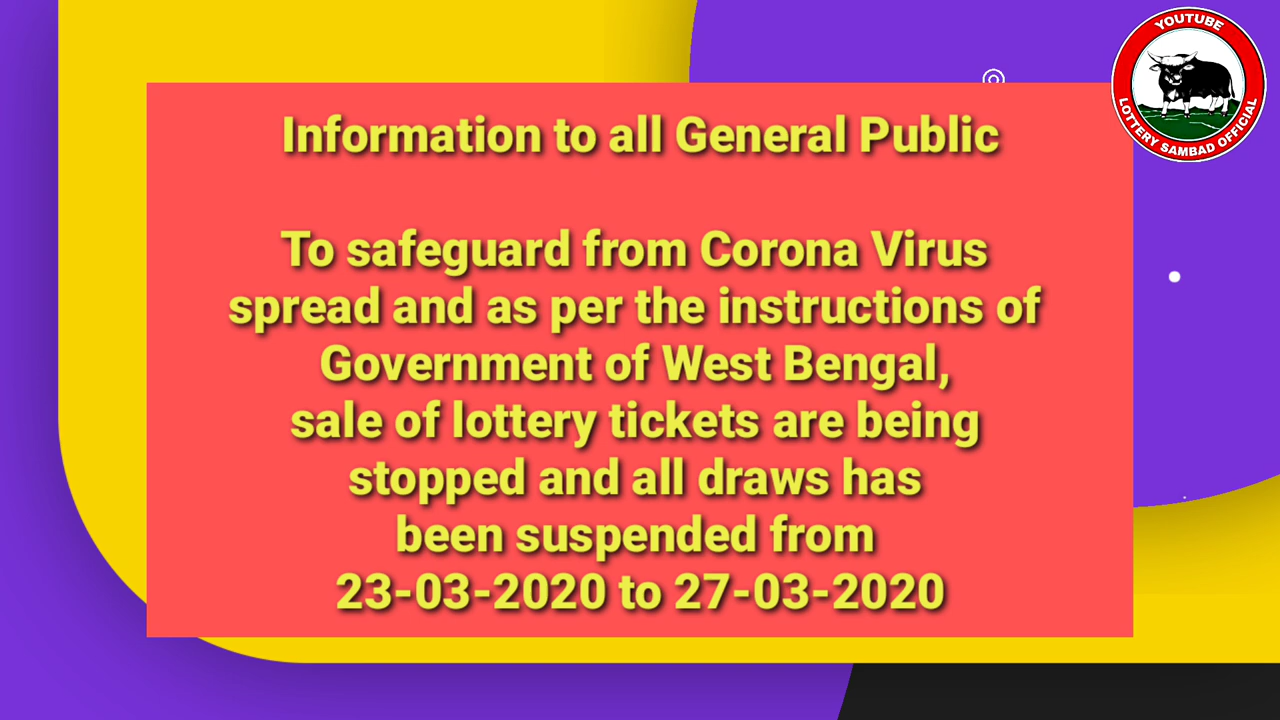 YOUTUBE
LOTTERY SAMBAD OFFICIAL
Information to all General Public
To safeguard from Corona Virus
spread and as per the instructions of
Government of West Bengal,
sale of lottery tickets are being
stopped and all draws has
been suspended from
23-03-2020 to 27-03-2020